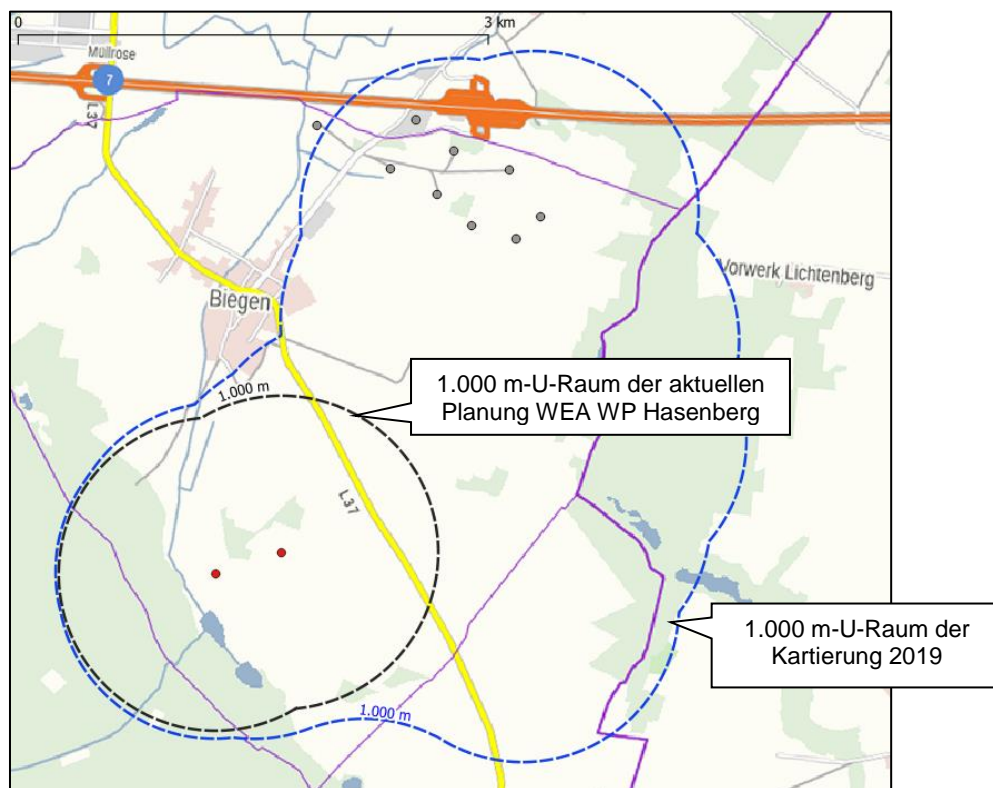 0 3 km
Müllrose
7
L37
Vorwerk Lichtenberg
Biegen
1.000 m-U-Raum der aktuellen
Planung WEA WP Hasenberg
1.000 m
L37
1.000 m-U-Raum der
Kartierung 2019
1.000 m